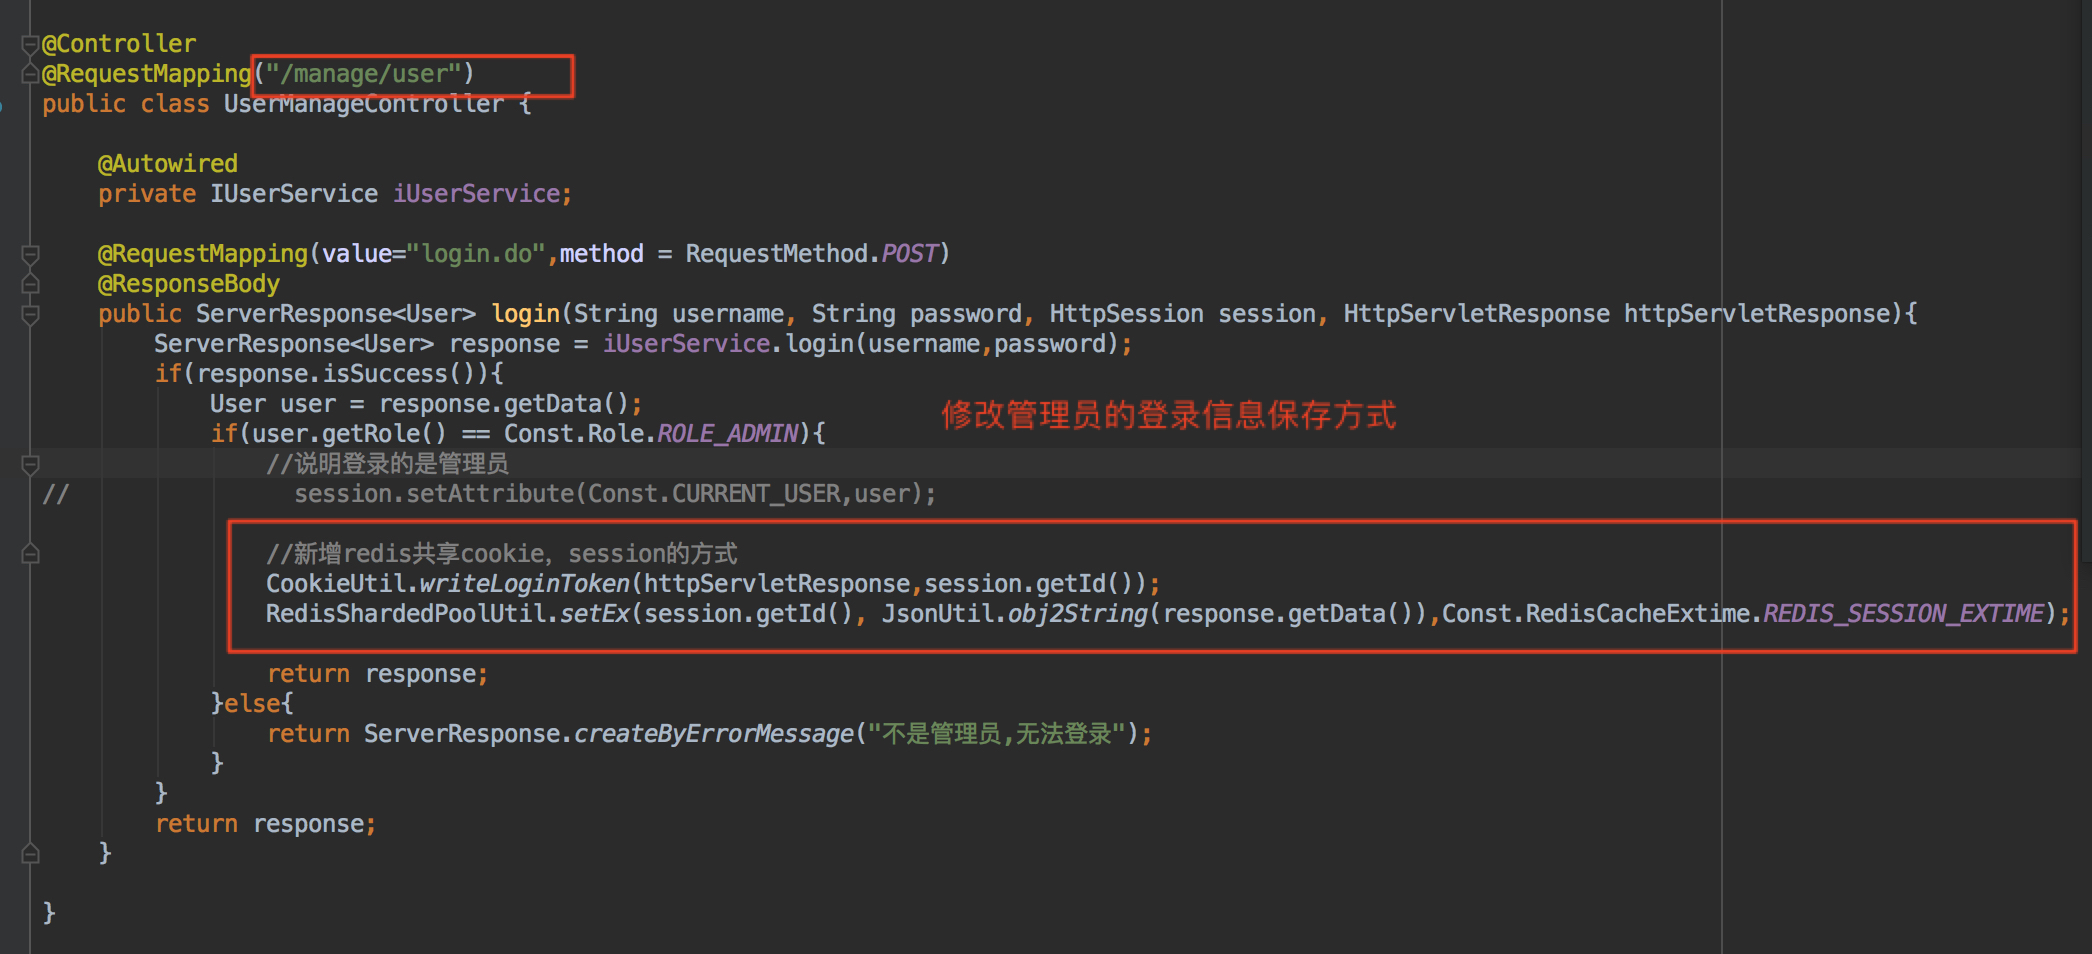 @Controller
@RequestMapping("/manage/user")
public class UserManageController {
@Autowired
private IUserService iUserService;
@RequestMapping(value="login.do",method = RequestMethod.POST)
@ResponseBody
public ServerResponse<User> login(String username, String password, HttpSession session, HttpServletResponse httpServletResponse){
ServerResponse<User> response = iUserService.login(username,password);
if(response.isSuccess()){
User user = response.getData();
修改管理员的登录信息保存方式
if(user.getRole() == Const.Role.ROLE_ADMIN){
//说明登录的是管理员
// session.setAttribute(Const.CURRENT_USER,user);
//新增redis共享cookie，session的方式
CookieUtil.writeLoginToken(httpServletResponse,session.getId());
RedisShardedPoolUtil.setEx(session.getId(), JsonUtil.obj2String(response.getData()),Const.RedisCacheExtime.REDIS_SESSION_EXTIME);
return response;
}else{
return ServerResponse.createByErrorMessage("不是管理员,无法登录");
}
}
return response;
}
}